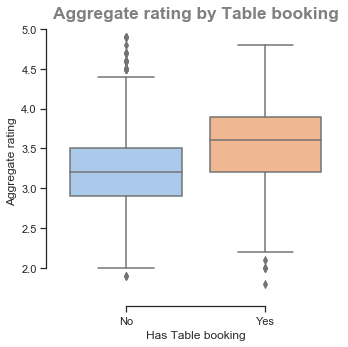 Aggregate rating by Table booking
5.0
4.5
4.0
3.5
3.0
2.5
2.0
Aggregate rating
No
Yes
Has Table booking